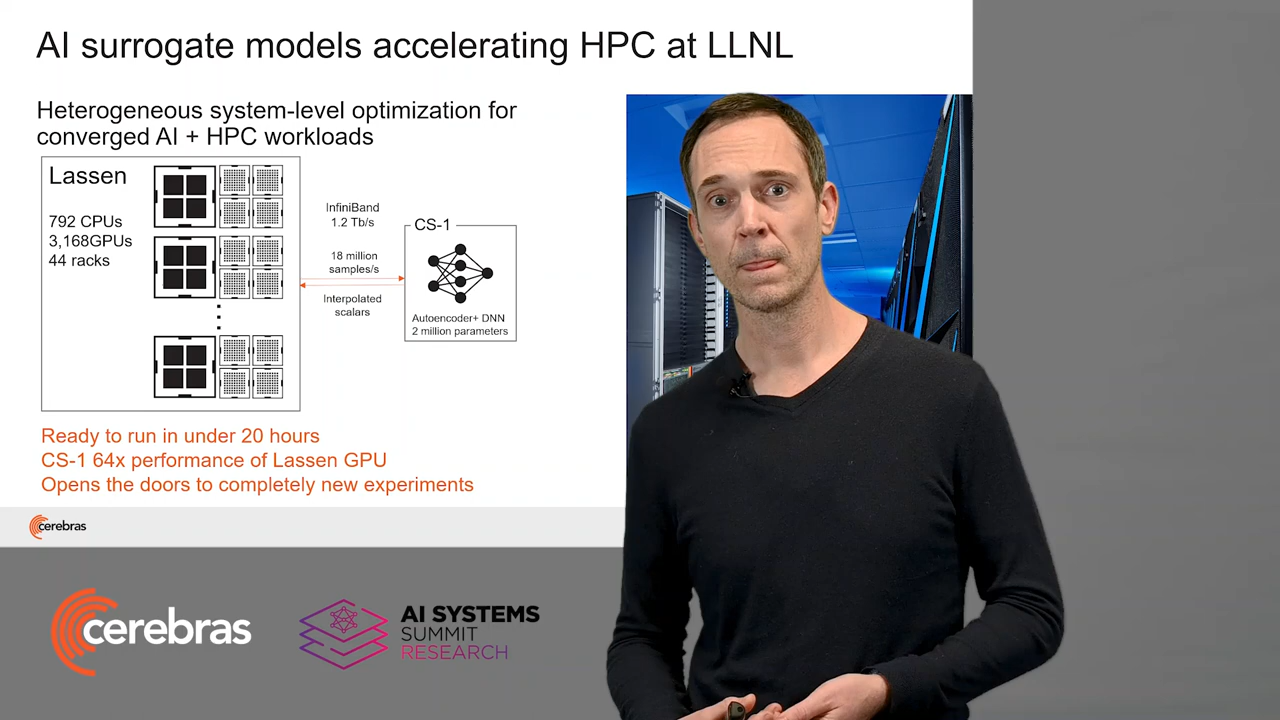 AI surrogate models accelerating HPC at LLNL
Heterogeneous system-level optimization for
converged AI + HPC workloads
Lassen
792 CPUs
3,168GPUs
44 racks
InfiniBand
1.2 Tb/s
18 million
samples/s
Interpolated
scalars
CS-1
Autoencoder+ DNN
2 million parameters
Ready to run in under 20 hours
CS-1 64x performance of Lassen GPU
Opens the doors to completely new experiments
cerebras
cerebras
AI SYSTEMS
SUMMIT
RESEARCH